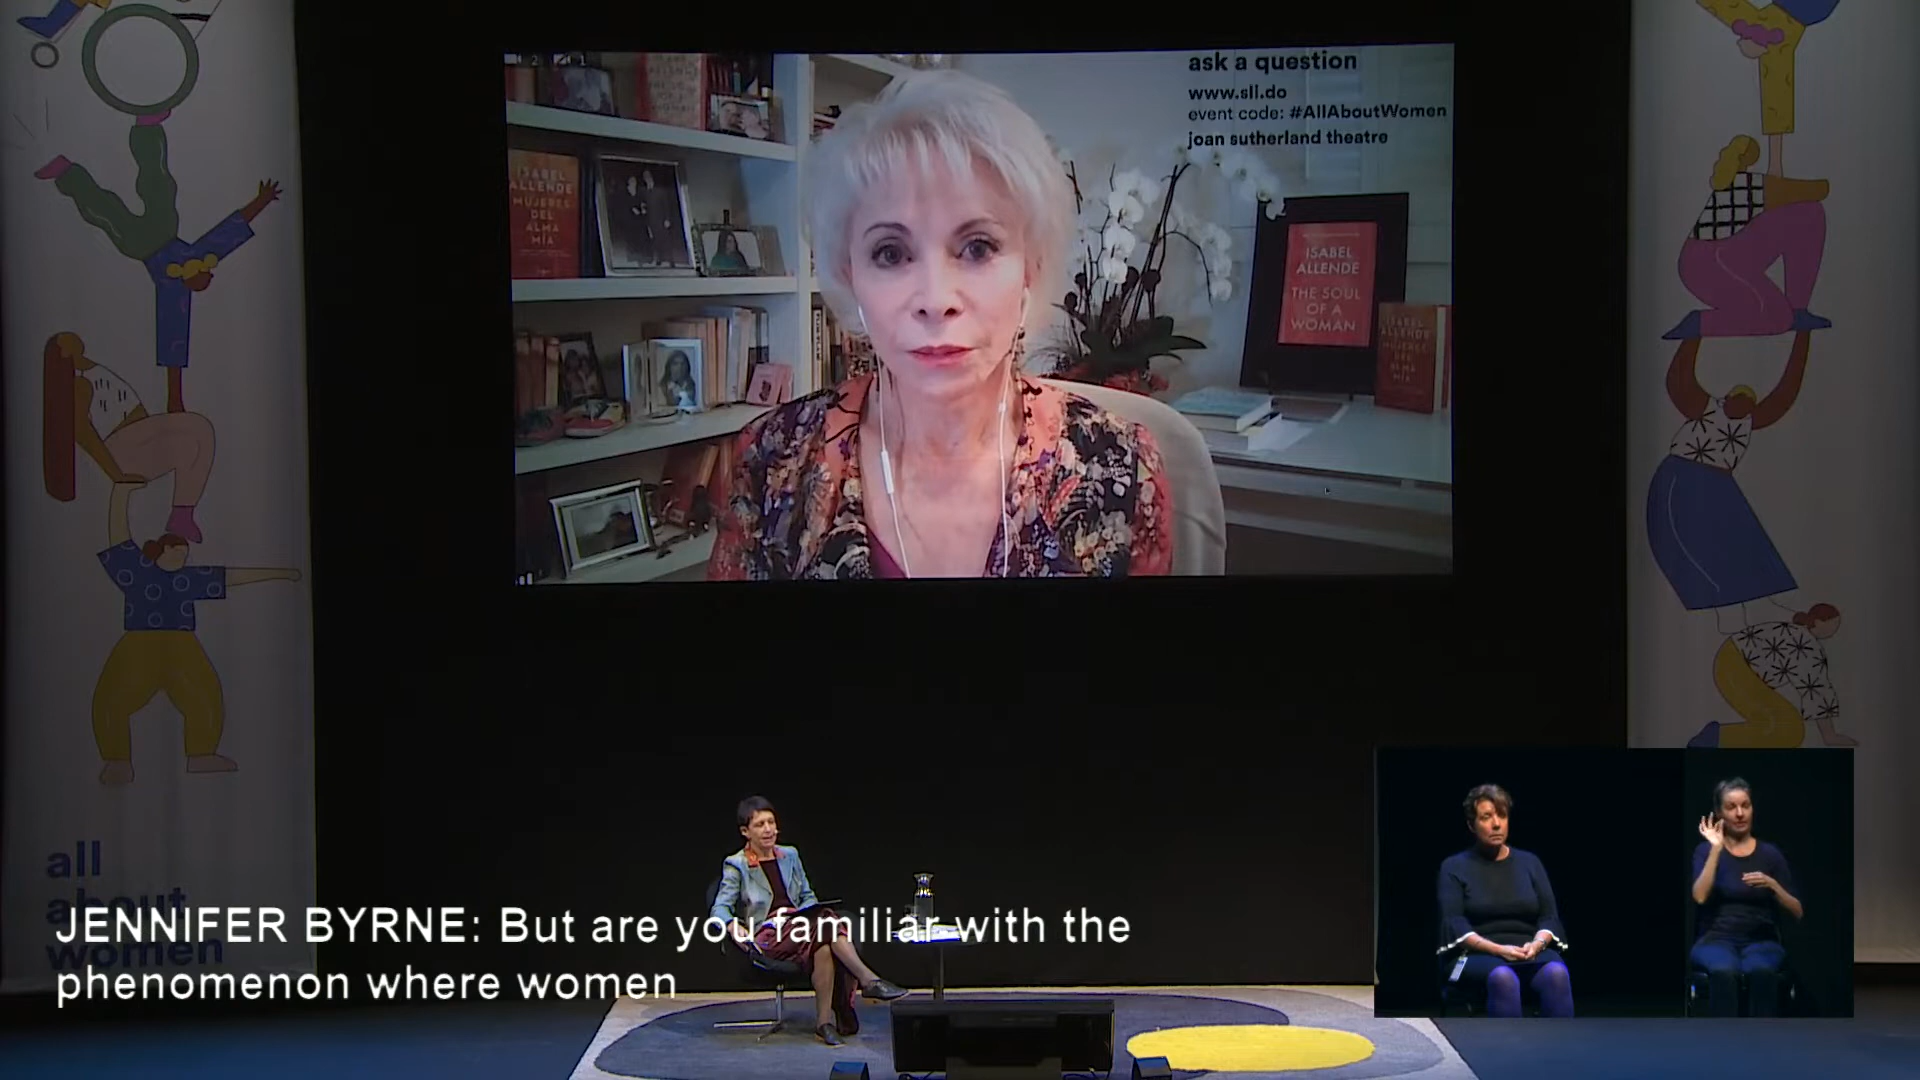 ask a question
www.sli.do
event code: #AllAboutWomen
joan sutherland theatre
ISABEL
ALLENDE
MUJERES
DEL
ALMA
MÍA
ISABEL
ALLENDE
THE SOUL
OF A
WOMAN
ISABEL
ALLENDE
MUJERES
DEL
ALMA
MÍA
all
about
women
JENNIFER BYRNE: But are you familiar with the
phenomenon where women